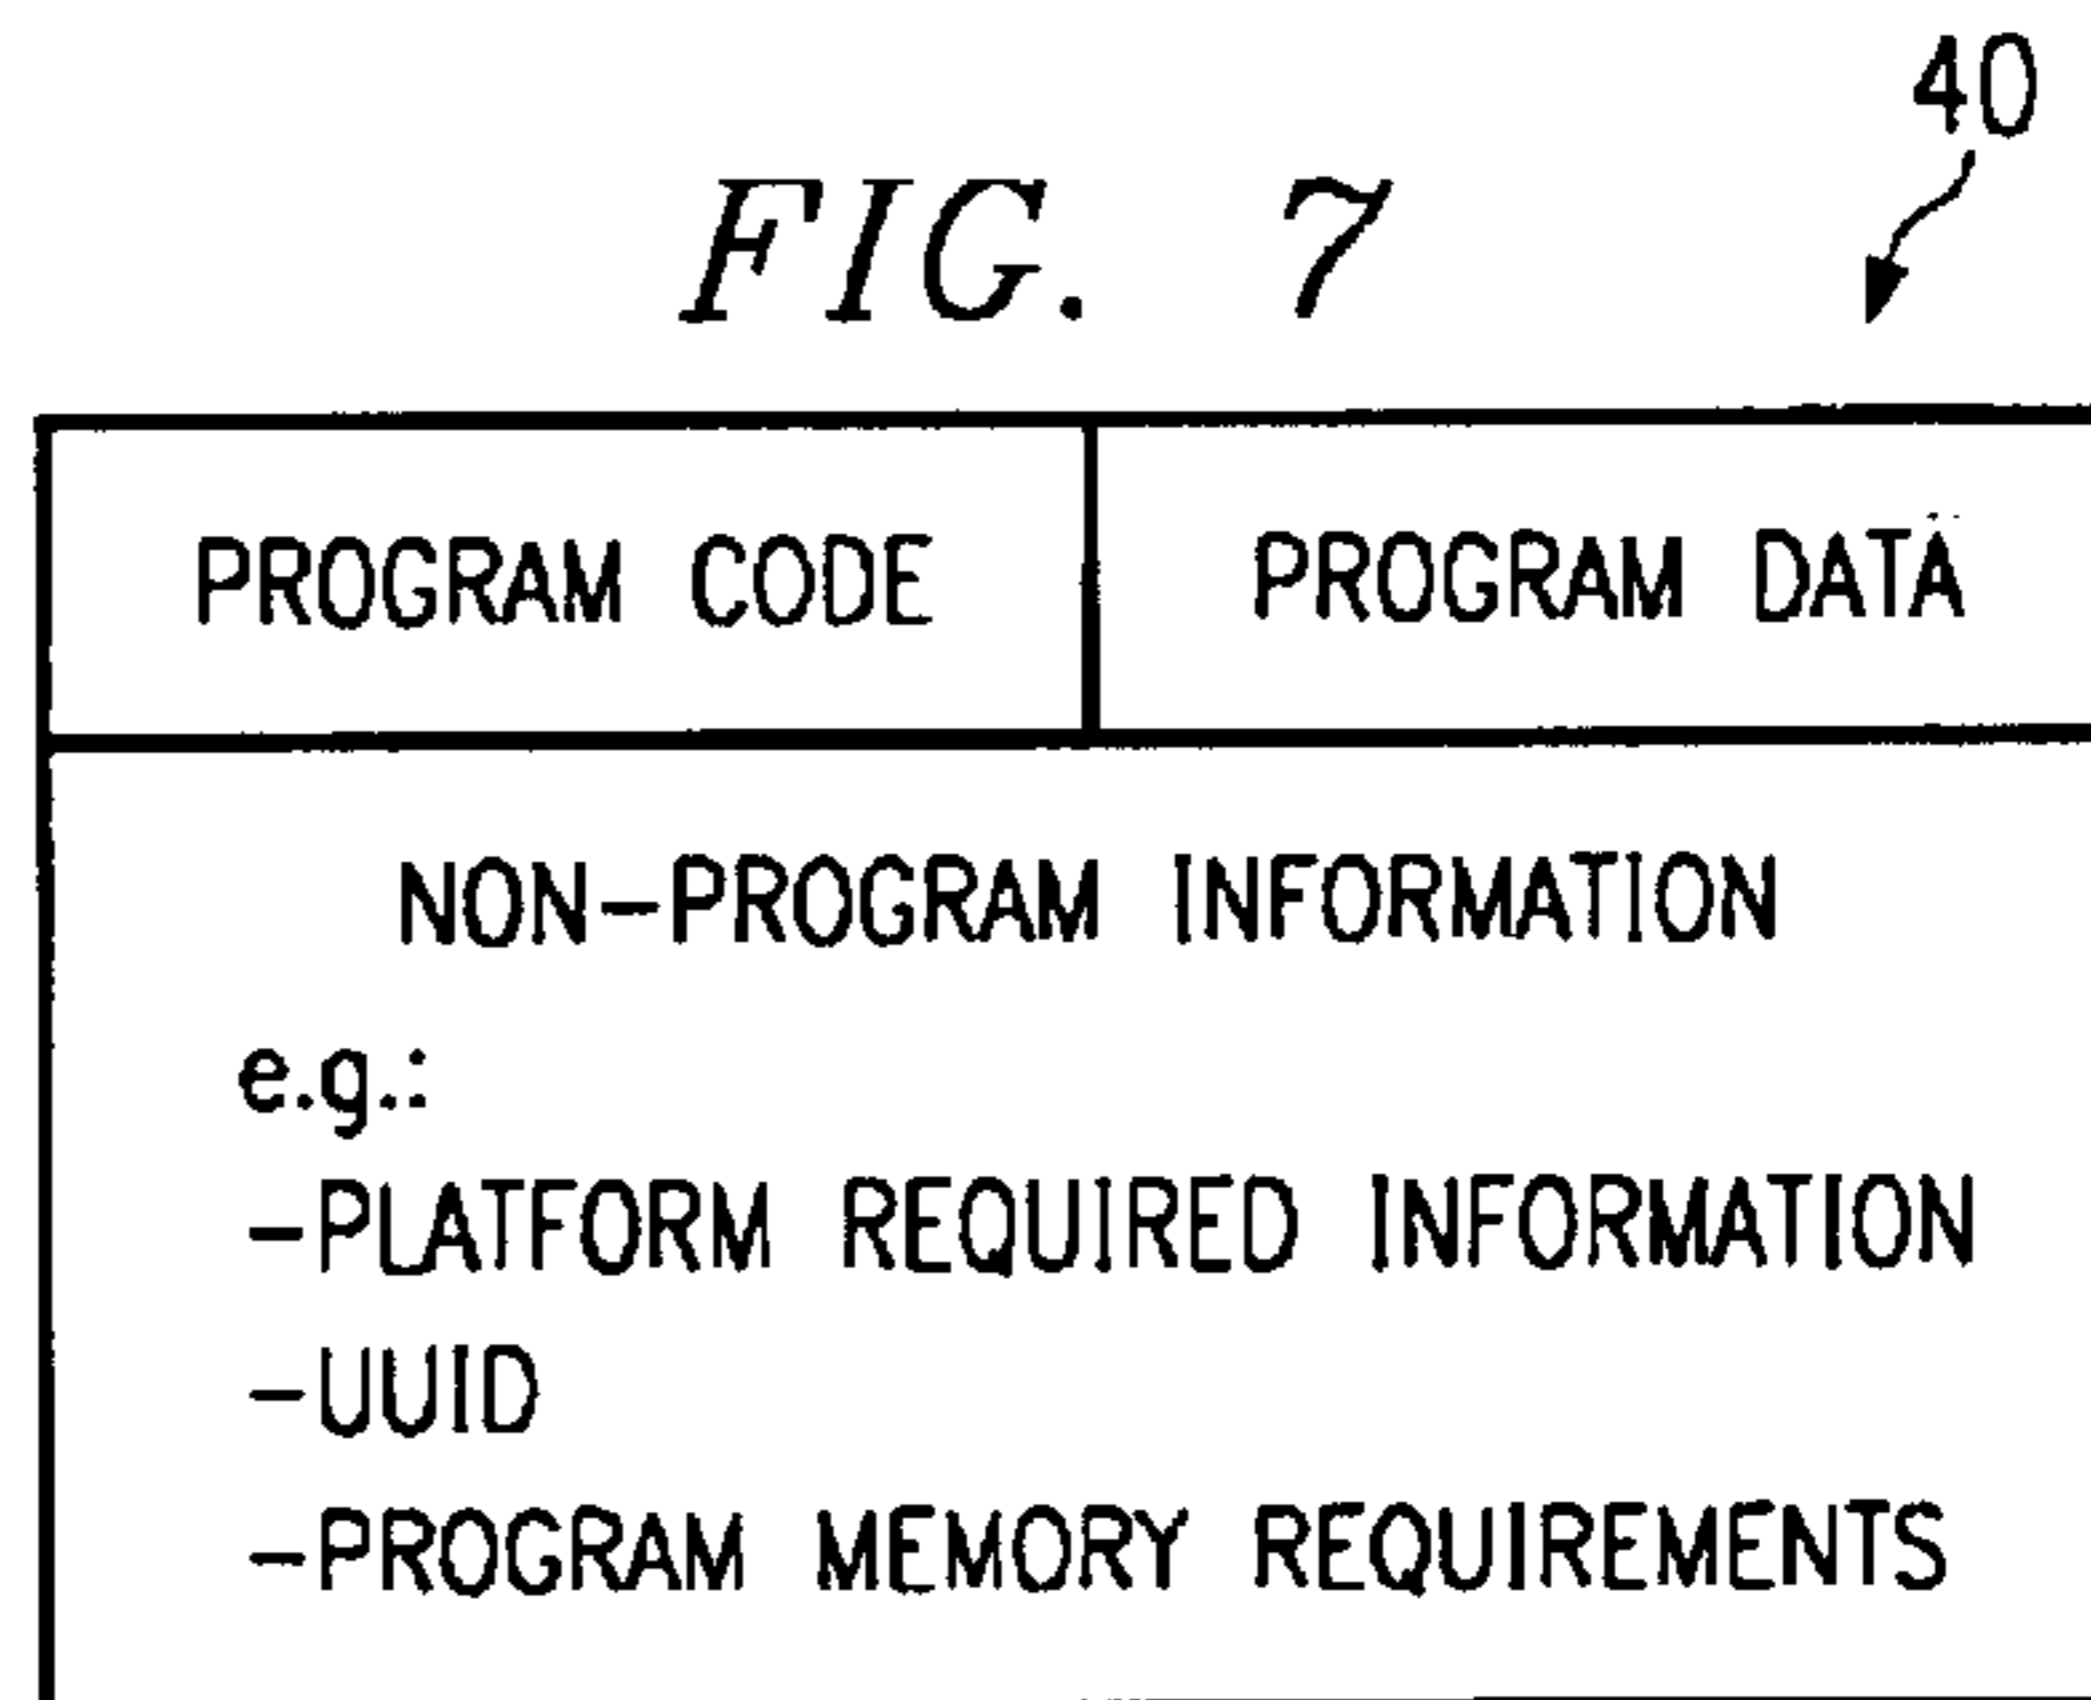 40
FIG. 7
PROGRAM CODE
PROGRAM DATA
NON-PROGRAM INFORMATION
e.g.:
-PLATFORM REQUIRED INFORMATION
-UUID
-PROGRAM MEMORY REQUIREMENTS